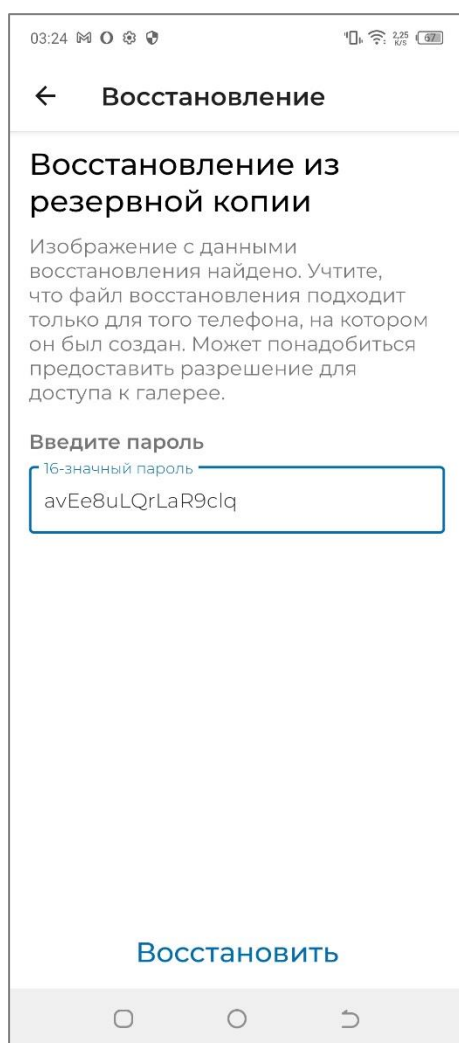 03:24
2,25
K/S
67
Восстановление
Восстановление из
резервной копии
Изображение с данными
восстановления найдено. Учтите,
что файл восстановления подходит
только для того телефона, на котором
он был создан. Может понадобиться
предоставить разрешение для
доступа к галерее.
Введите пароль
16-значный пароль
avEe8uLQrLaR9clq
Восстановить